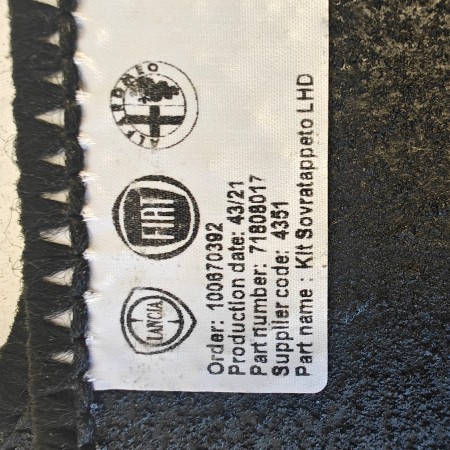 LANCIA
FIAT
ALFA ROMEO
Order: 100670392
Production date: 43/21
Part number: 71808017
Supplier code: 4351
Part name : Kit Sovratappeto LHD